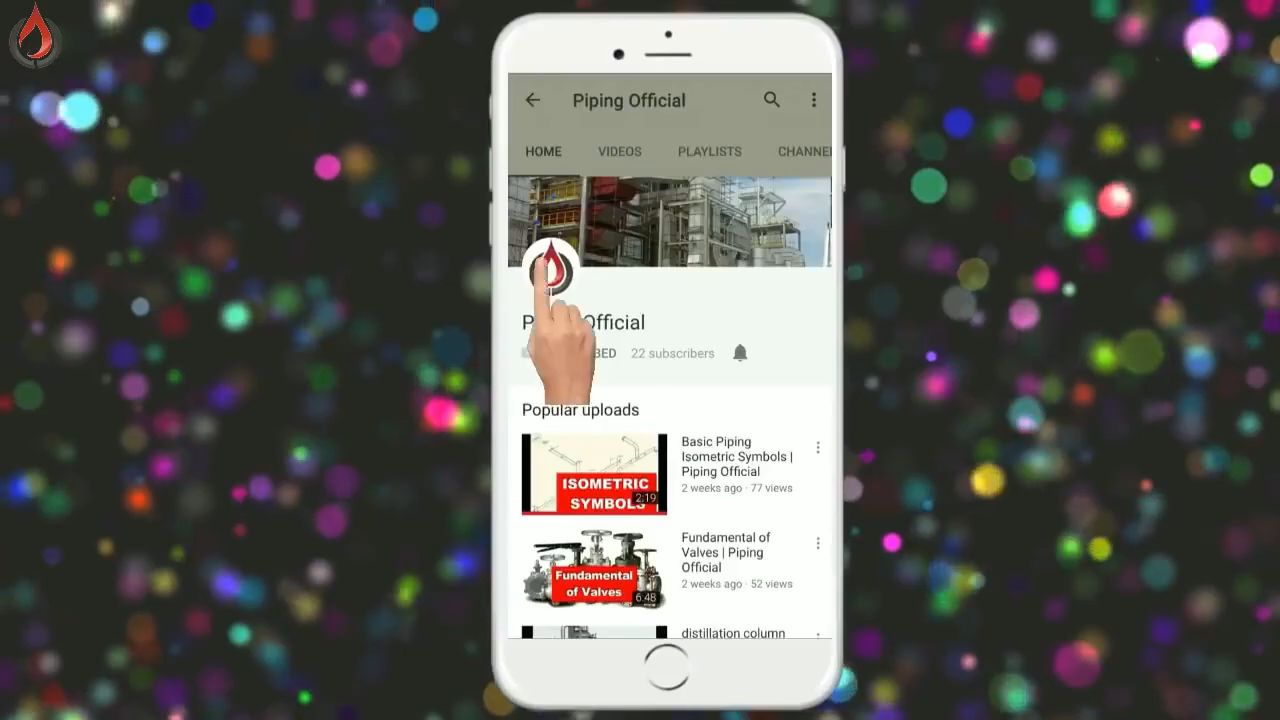 Piping Official
HOME VIDEOS PLAYLISTS CHANNEL
Official
22 subscribers
Popular uploads
ISOMETRIC
SYMBOLS
2:19
Basic Piping
Isometric Symbols |
Piping Official
2 weeks ago · 77 views
Fundamental
of Valves
6:48
Fundamental of
Valves | Piping
Official
2 weeks ago · 52 views
distillation column